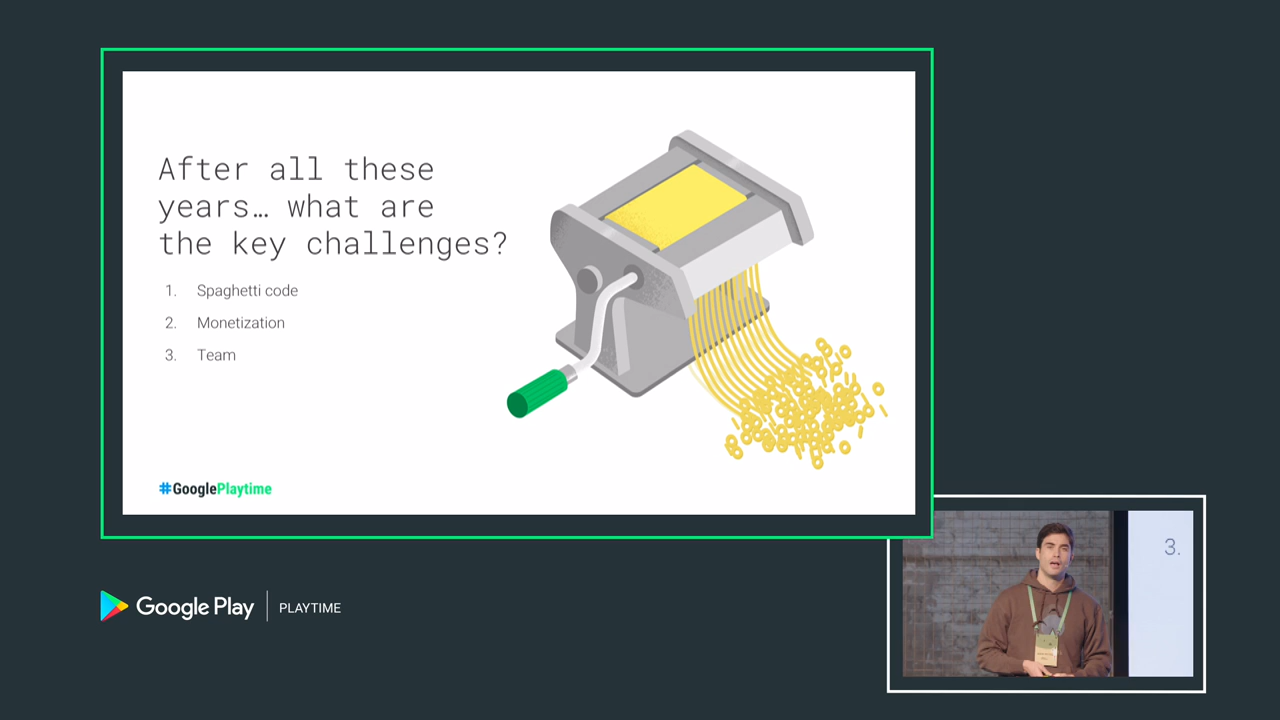 After all these
years… what are
the key challenges?
1. Spaghetti code
2. Monetization
3. Team
#GooglePlaytime
3.
Google Play | PLAYTIME